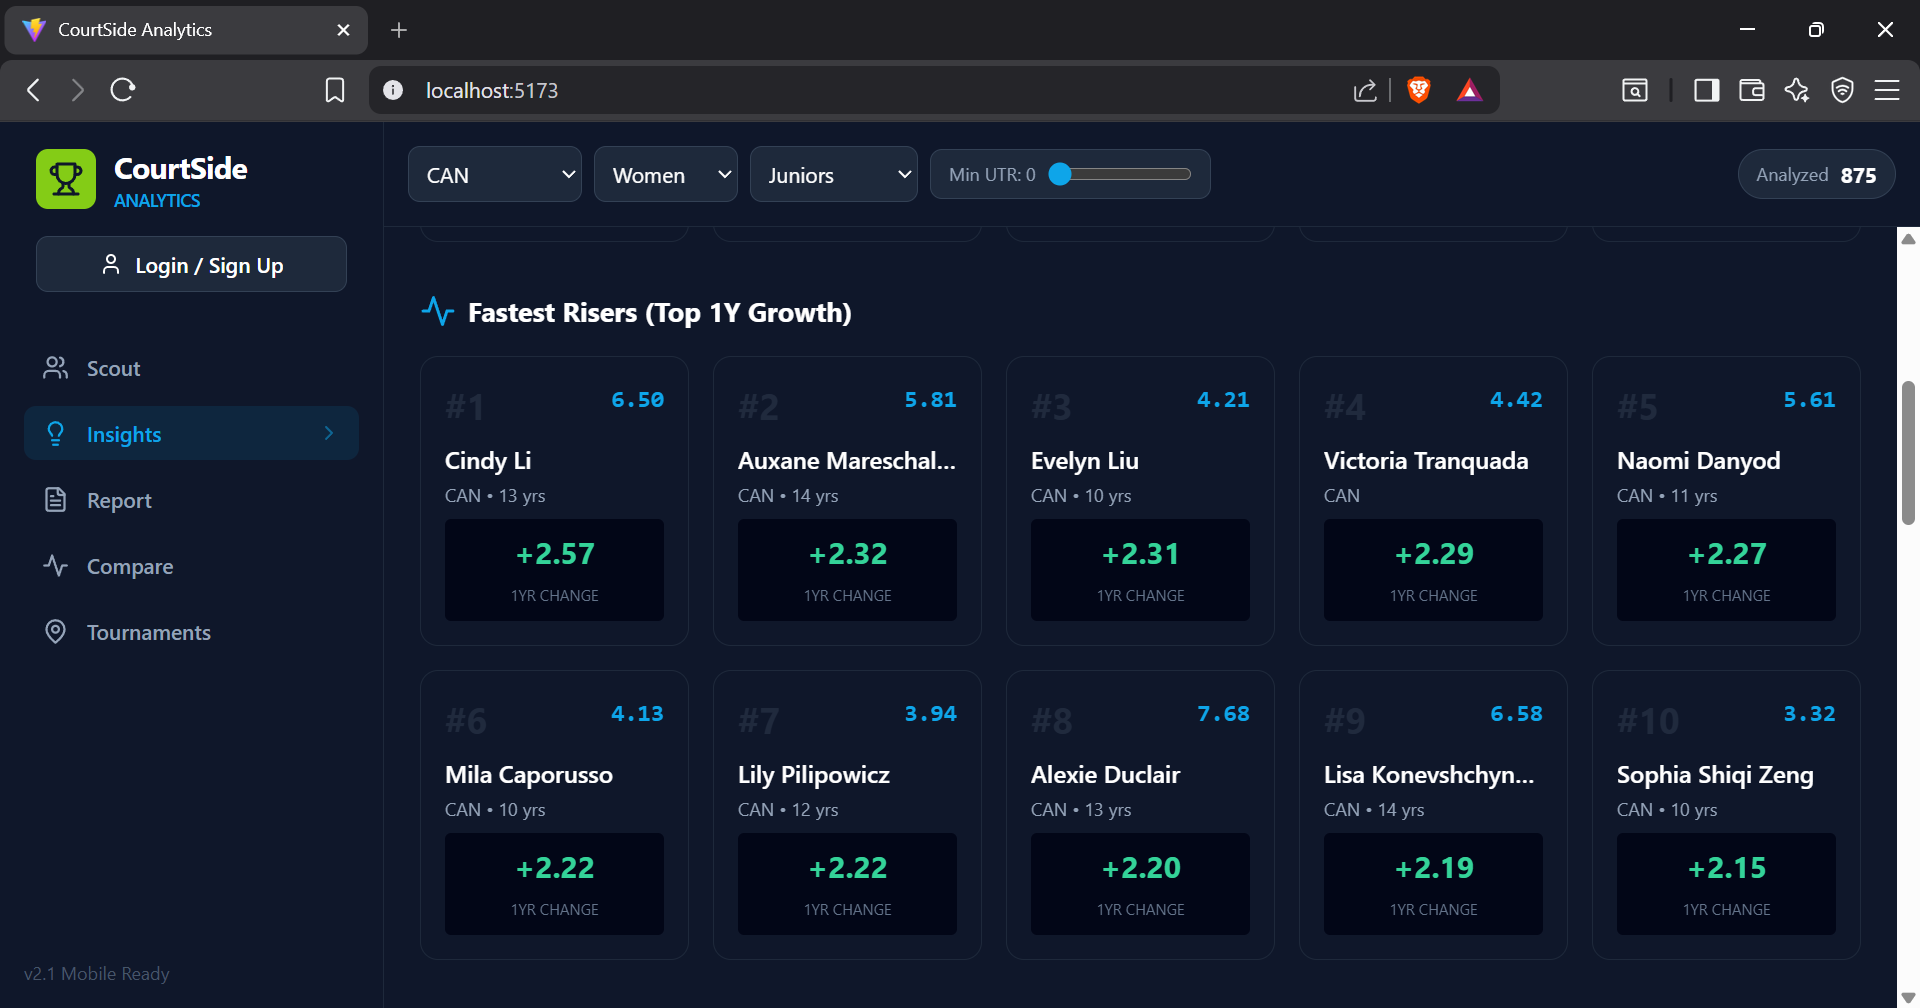 CourtSide Analytics
localhost:5173
CourtSide
ANALYTICS
Login / Sign Up
Scout
Insights
Report
Compare
Tournaments
v2.1 Mobile Ready
CAN
Women
Juniors
Min UTR: 0
Analyzed 875
Fastest Risers (Top 1Y Growth)
#1 6.50
Cindy Li
CAN • 13 yrs
+2.57
1YR CHANGE
#2 5.81
Auxane Mareschal...
CAN • 14 yrs
+2.32
1YR CHANGE
#3 4.21
Evelyn Liu
CAN • 10 yrs
+2.31
1YR CHANGE
#4 4.42
Victoria Tranquada
CAN
+2.29
1YR CHANGE
#5 5.61
Naomi Danyod
CAN • 11 yrs
+2.27
1YR CHANGE
#6 4.13
Mila Caporusso
CAN • 10 yrs
+2.22
1YR CHANGE
#7 3.94
Lily Pilipowicz
CAN • 12 yrs
+2.22
1YR CHANGE
#8 7.68
Alexie Duclair
CAN • 13 yrs
+2.20
1YR CHANGE
#9 6.58
Lisa Konevshchyn...
CAN • 14 yrs
+2.19
1YR CHANGE
#10 3.32
Sophia Shiqi Zeng
CAN • 10 yrs
+2.15
1YR CHANGE